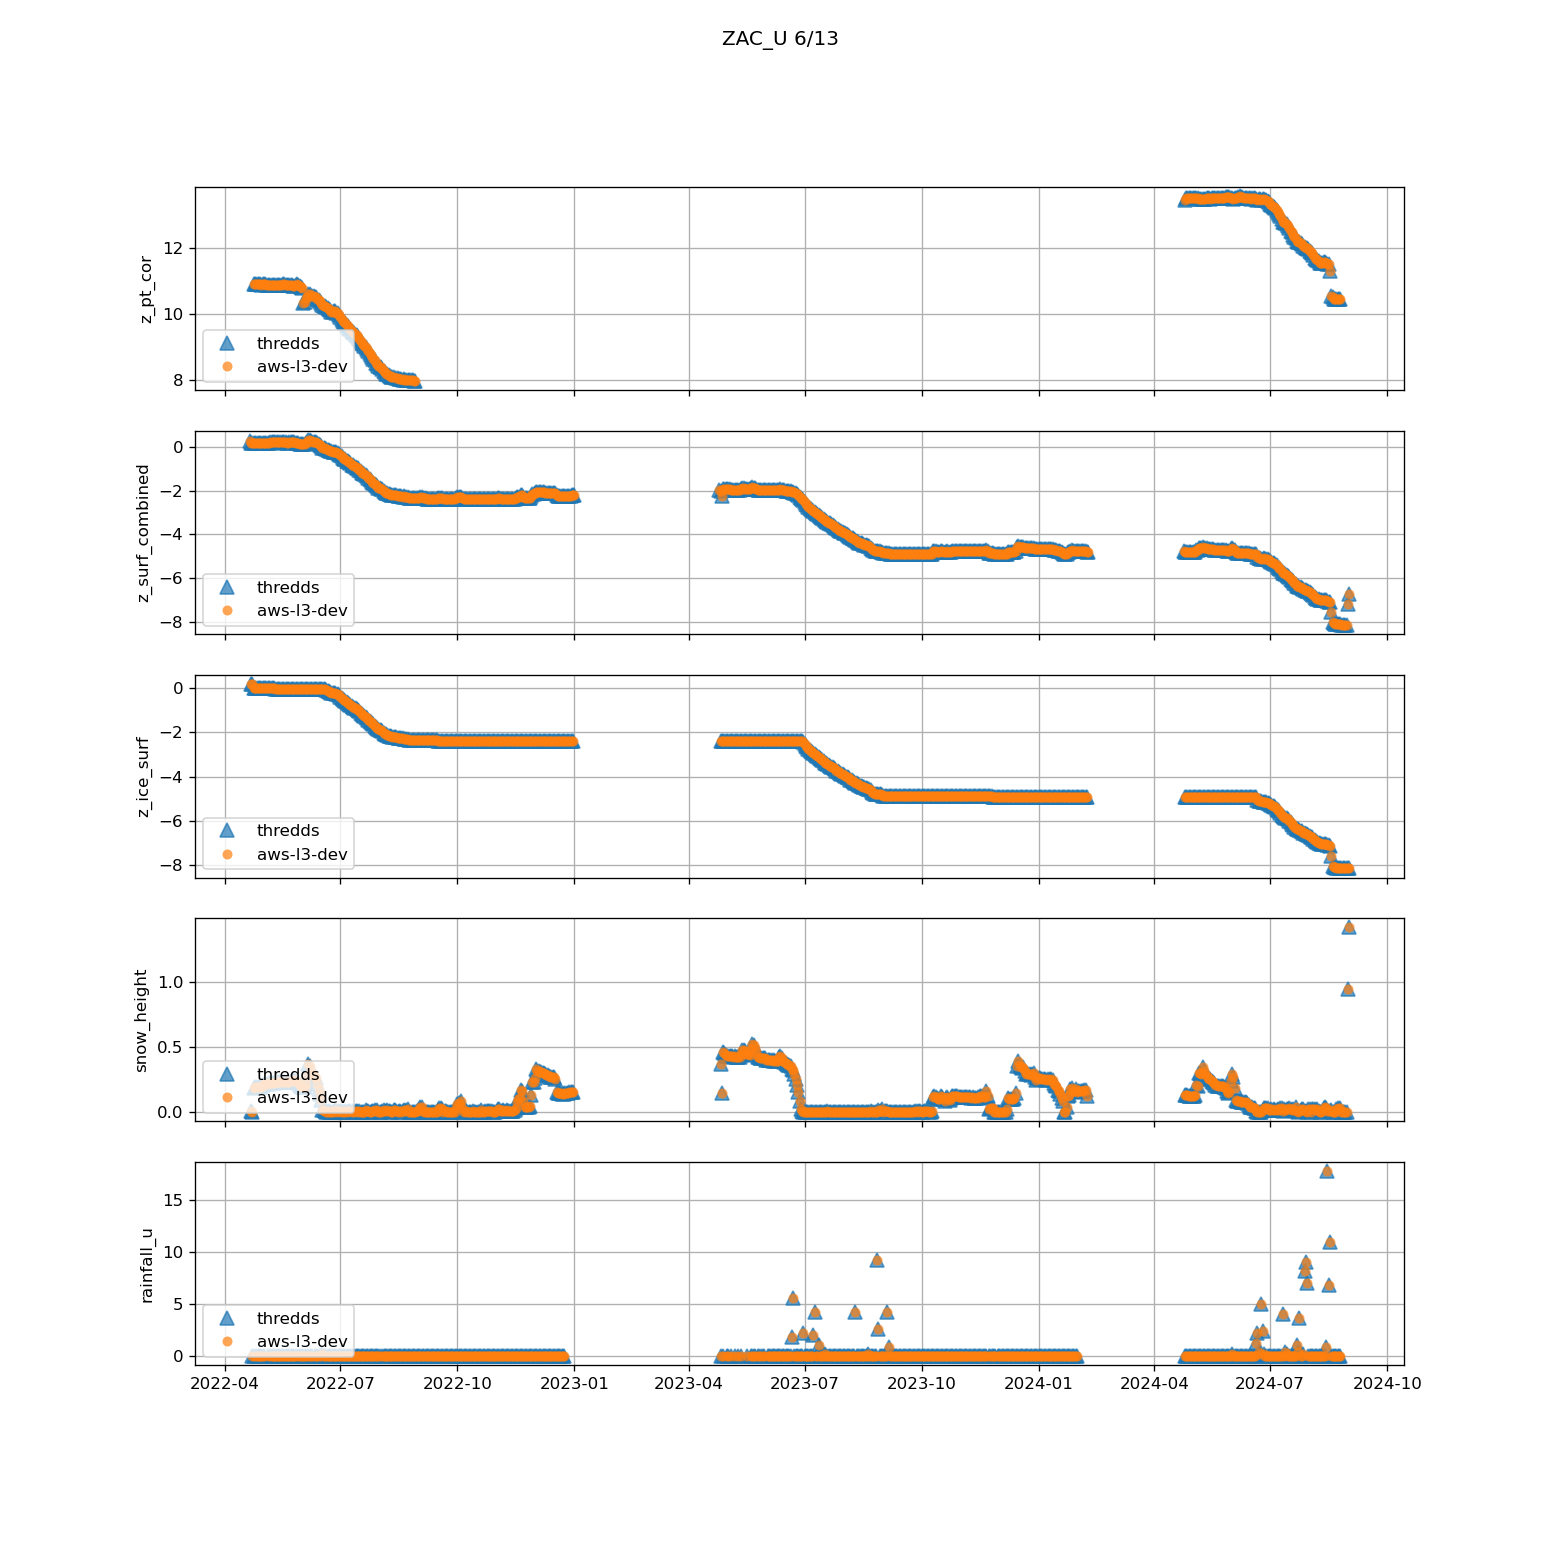 ZAC_U 6/13
z_pt_cor
12
10
8
thredds
aws-l3-dev
z_surf_combined
0
−2
−4
−6
−8
thredds
aws-l3-dev
z_ice_surf
0
−2
−4
−6
−8
thredds
aws-l3-dev
snow_height
1.0
0.5
0.0
thredds
aws-l3-dev
rainfall_u
15
10
5
0
thredds
aws-l3-dev
2022-04 2022-07 2022-10 2023-01 2023-04 2023-07 2023-10 2024-01 2024-04 2024-07 2024-10